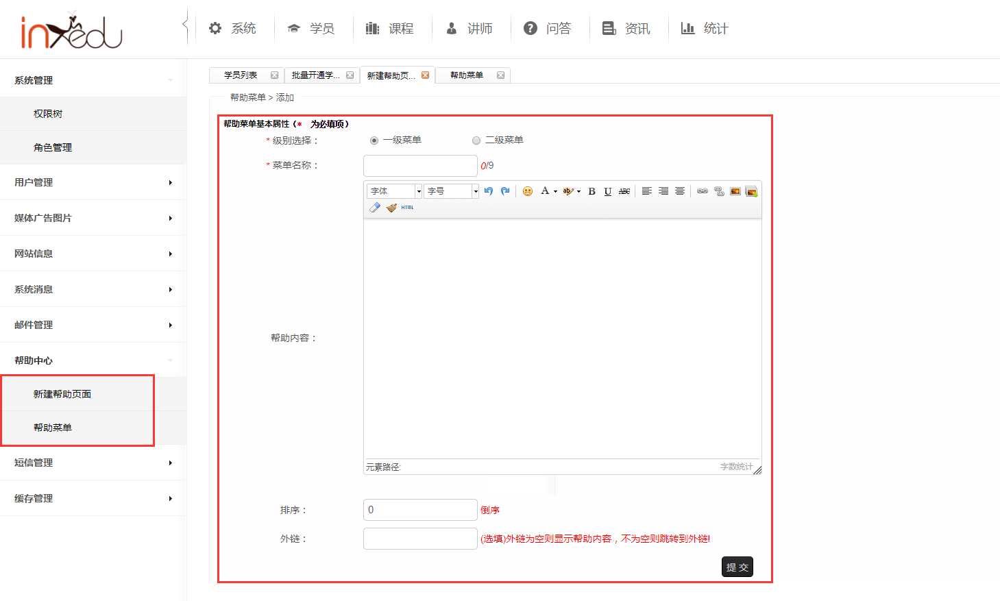 inxedu
系统
学员
课程
讲师
问答
资讯
统计
系统管理
权限树
角色管理
用户管理
媒体广告图片
网站信息
系统消息
邮件管理
帮助中心
新建帮助页面
帮助菜单
短信管理
缓存管理
学员列表
批量开通学...
新建帮助页...
帮助菜单
帮助菜单 > 添加
帮助菜单基本属性（* 为必填项）
* 级别选择： 一级菜单 二级菜单
* 菜单名称： 0/9
字体 字号 A ab B U ABC
HTML
帮助内容：
元素路径: 字数统计
排序： 0 倒序
外链： (选填)外链为空则显示帮助内容，不为空则跳转到外链!
提 交